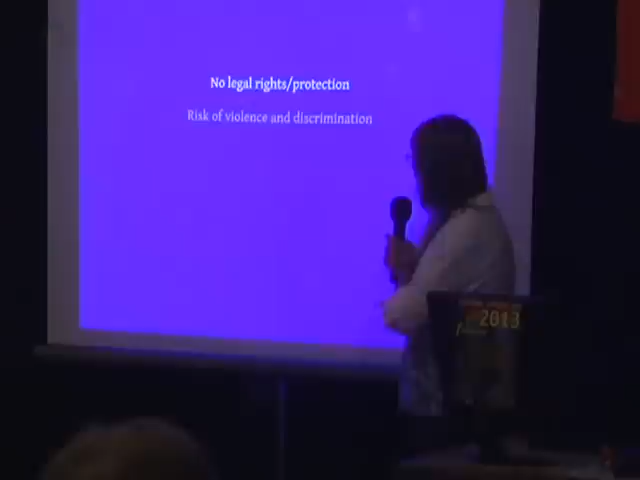 No legal rights/protection
Risk of violence and discrimination
2013